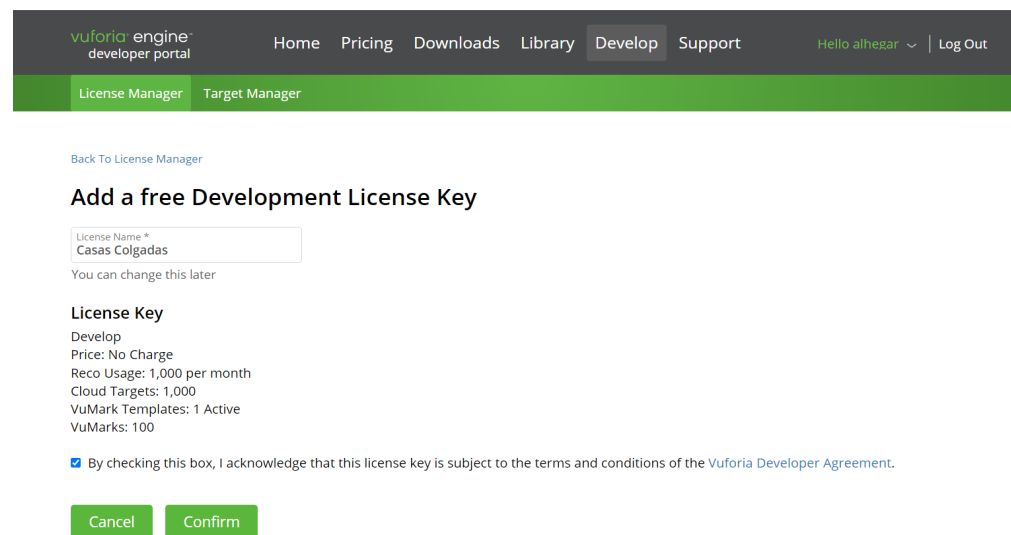 vuforia engine™
developer portal
Home Pricing Downloads Library Develop Support
Hello alhegar | Log Out
License Manager Target Manager
Back To License Manager
Add a free Development License Key
License Name *
Casas Colgadas
You can change this later
License Key
Develop
Price: No Charge
Reco Usage: 1,000 per month
Cloud Targets: 1,000
VuMark Templates: 1 Active
VuMarks: 100
By checking this box, I acknowledge that this license key is subject to the terms and conditions of the Vuforia Developer Agreement.
Cancel Confirm